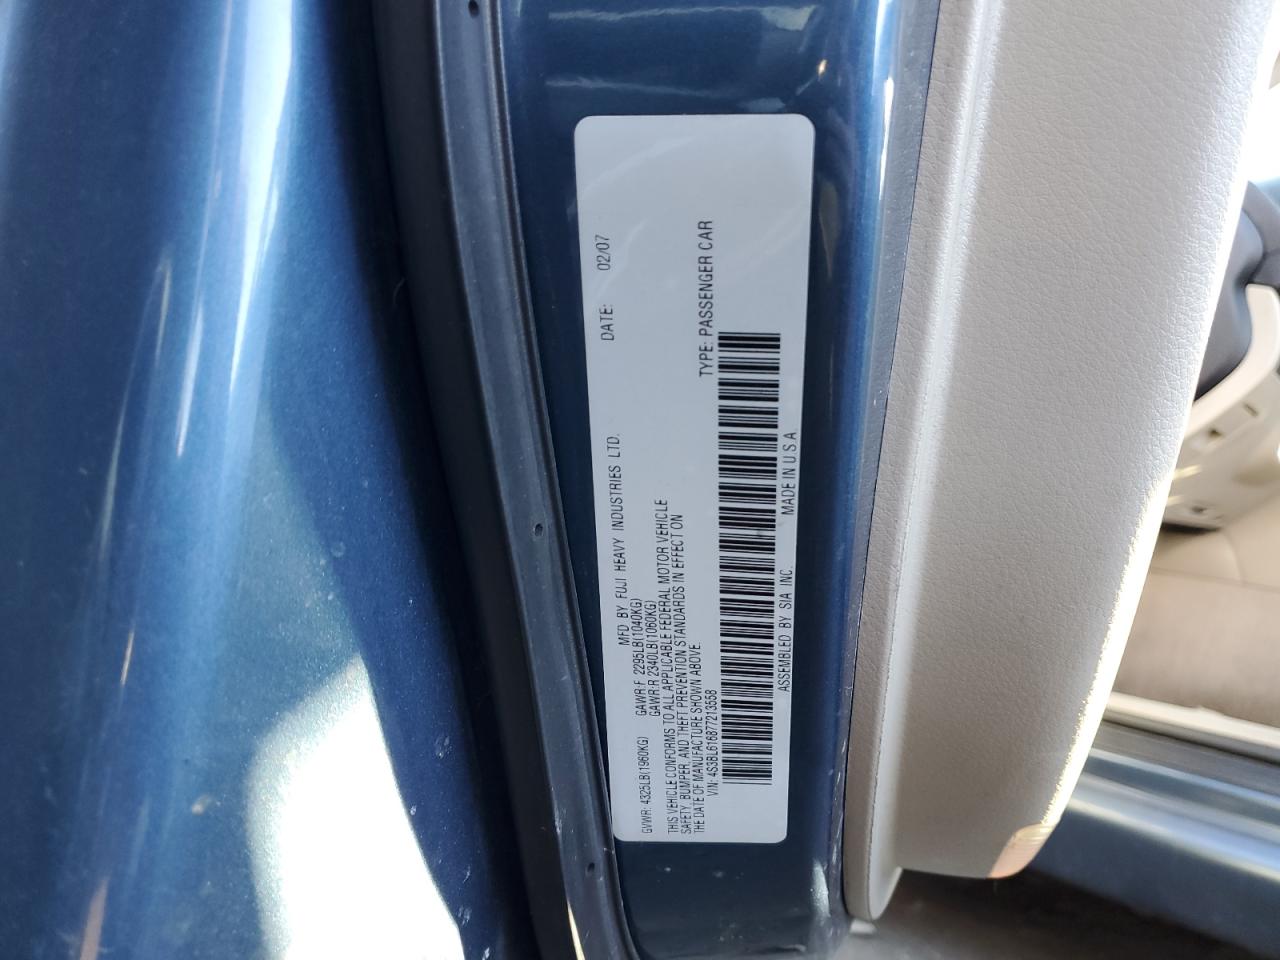 MFD BY FUJI HEAVY INDUSTRIES LTD. DATE: 02/07
GVWR: 4325LB(1960KG) GAWR:F 2295LB(1040KG)
GAWR:R 2340LB(1060KG)
THIS VEHICLE CONFORMS TO ALL APPLICABLE FEDERAL MOTOR VEHICLE
SAFETY, BUMPER, AND THEFT PREVENTION STANDARDS IN EFFECT ON
THE DATE OF MANUFACTURE SHOWN ABOVE.
VIN: 4S3BL616877213558 TYPE: PASSENGER CAR
ASSEMBLED BY SIA INC. MADE IN U.S.A.